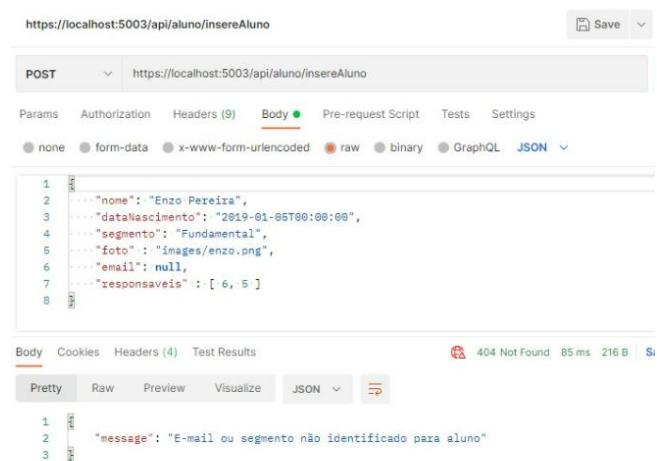 https://localhost:5003/api/aluno/insereAluno Save
POST https://localhost:5003/api/aluno/insereAluno
Params Authorization Headers (9) Body Pre-request Script Tests Settings
none form-data x-www-form-urlencoded raw binary GraphQL JSON
1 {
2 "nome": "Enzo Pereira",
3 "dataNascimento": "2019-01-05T00:00:00",
4 "segmento": "Fundamental",
5 "foto" : "images/enzo.png",
6 "email": null,
7 "responsaveis" : [ 6, 5 ]
8 }
Body Cookies Headers (4) Test Results 404 Not Found 85 ms 216 B Sa
Pretty Raw Preview Visualize JSON
1 {
2 "message": "E-mail ou segmento não identificado para aluno"
3 }